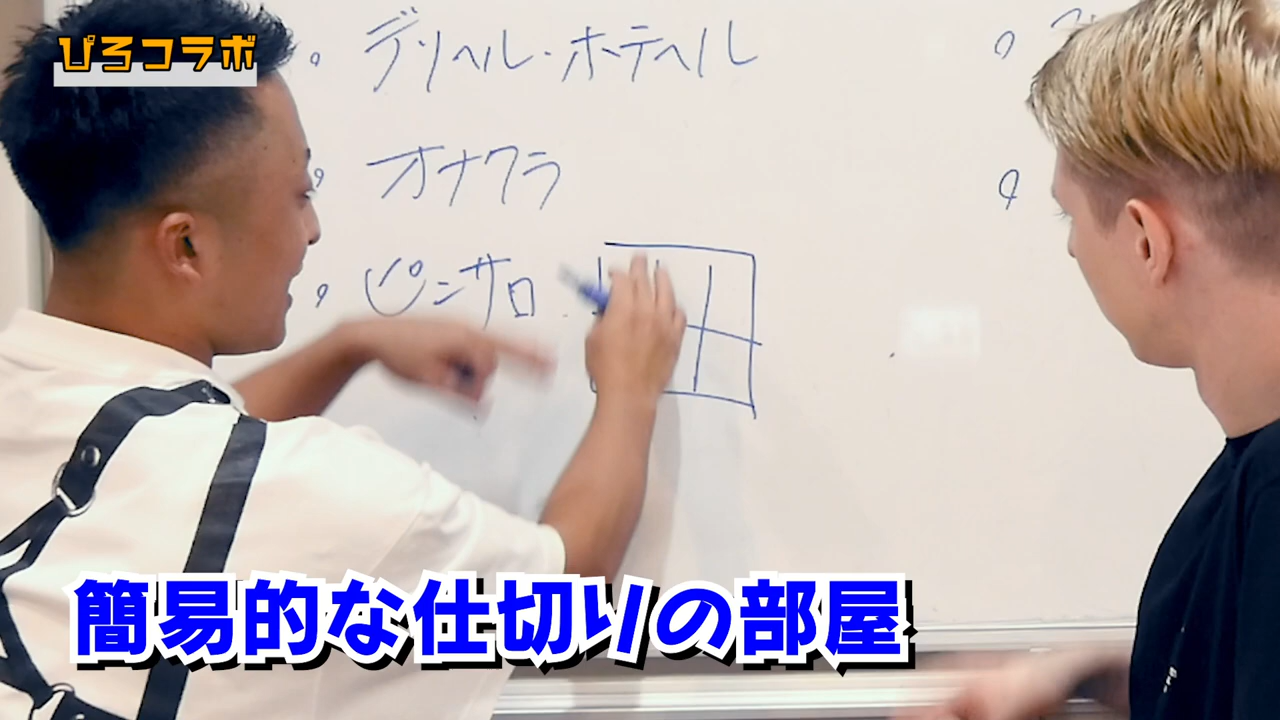 ぴろコラボ
デリヘル・ホテヘル
オナクラ
ピンサロ
簡易的な仕切りの部屋